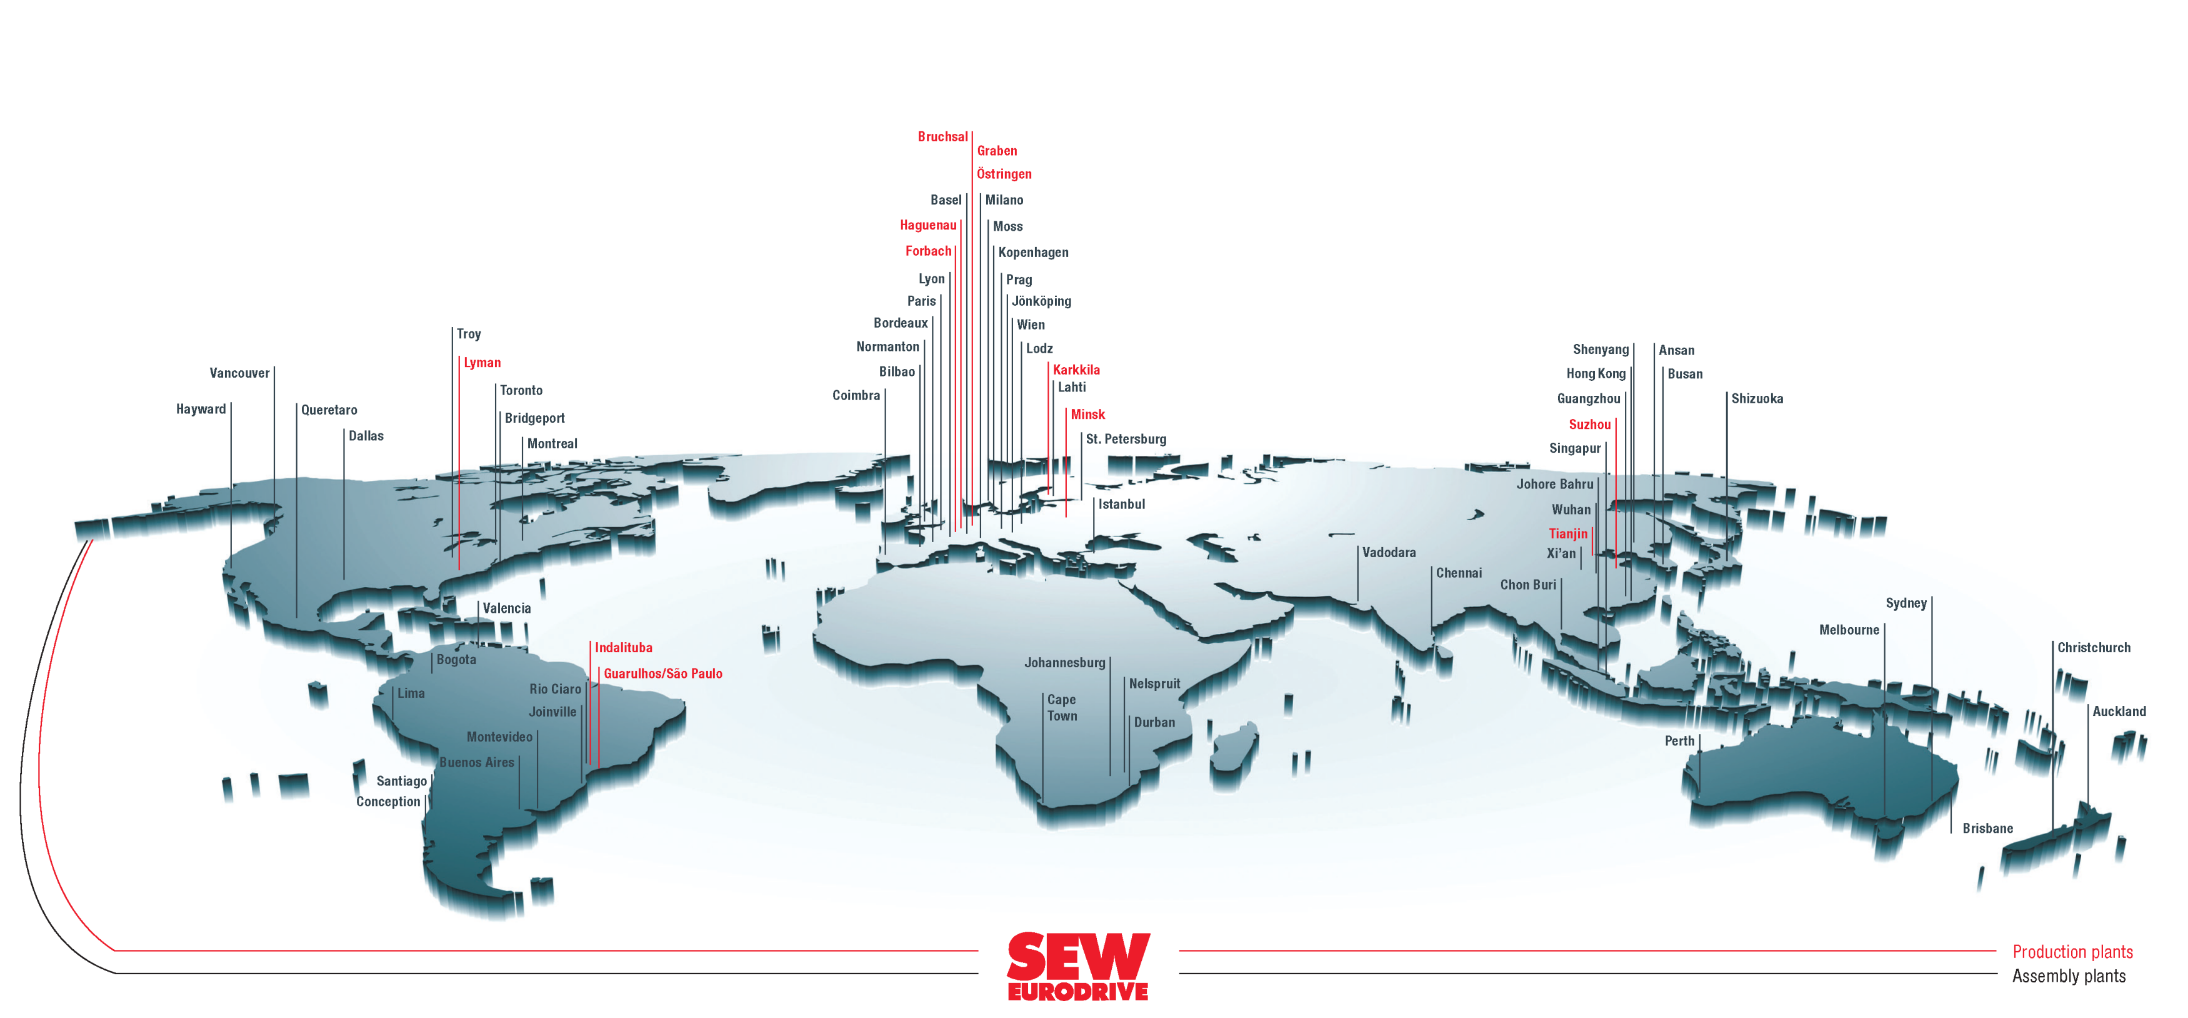 Bruchsal
Graben
Östringen
Basel
Milano
Haguenau
Moss
Forbach
Kopenhagen
Lyon
Prag
Paris
Jönköping
Bordeaux
Wien
Normanton
Lodz
Bilbao
Karkkila
Lahti
Coimbra
Minsk
St. Petersburg
Istanbul
Troy
Lyman
Vancouver
Toronto
Hayward
Queretaro
Bridgeport
Dallas
Montreal
Shenyang
Ansan
Hong Kong
Busan
Guangzhou
Shizuoka
Suzhou
Singapur
Johore Bahru
Wuhan
Tianjin
Xi'an
Vadodara
Chennai
Chon Buri
Valencia
Bogota
Lima
Indalituba
Guarulhos/São Paulo
Rio Ciaro
Joinville
Montevideo
Buenos Aires
Santiago
Conception
Johannesburg
Nelspruit
Cape
Town
Durban
Sydney
Melbourne
Christchurch
Auckland
Perth
Brisbane
SEW
EURODRIVE
Production plants
Assembly plants